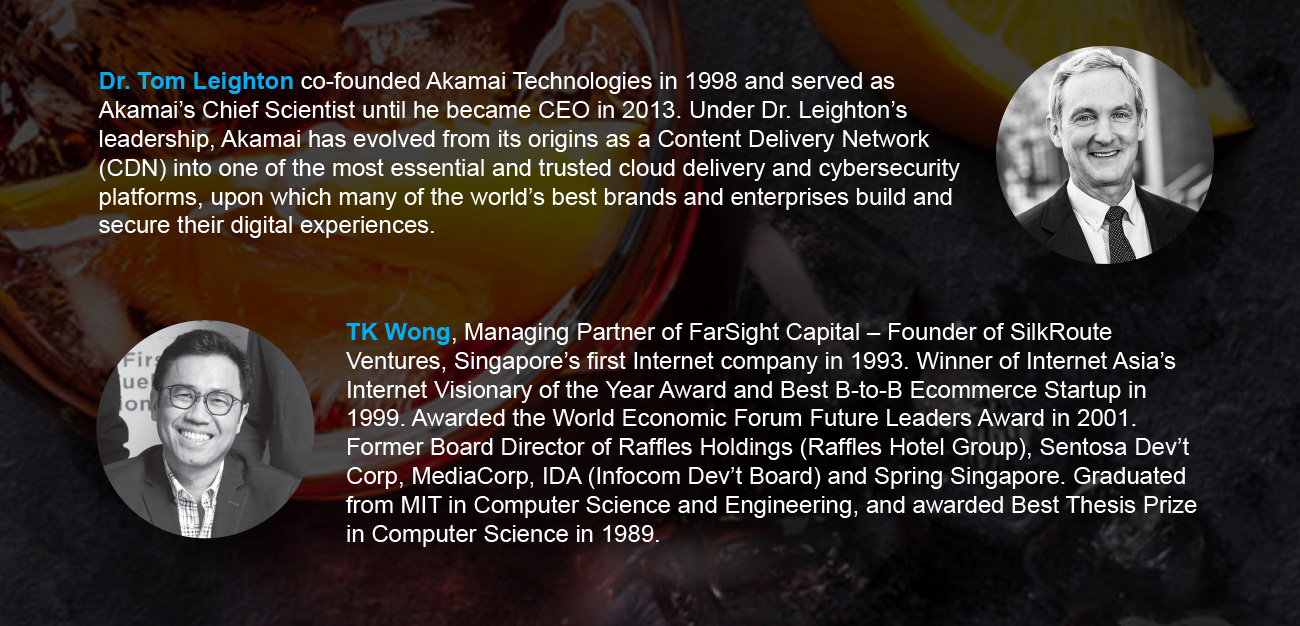 Dr. Tom Leighton co-founded Akamai Technologies in 1998 and served as
Akamai’s Chief Scientist until he became CEO in 2013. Under Dr. Leighton’s
leadership, Akamai has evolved from its origins as a Content Delivery Network
(CDN) into one of the most essential and trusted cloud delivery and cybersecurity
platforms, upon which many of the world’s best brands and enterprises build and
secure their digital experiences.
TK Wong, Managing Partner of FarSight Capital – Founder of SilkRoute
Ventures, Singapore’s first Internet company in 1993. Winner of Internet Asia’s
Internet Visionary of the Year Award and Best B-to-B Ecommerce Startup in
1999. Awarded the World Economic Forum Future Leaders Award in 2001.
Former Board Director of Raffles Holdings (Raffles Hotel Group), Sentosa Dev’t
Corp, MediaCorp, IDA (Infocom Dev’t Board) and Spring Singapore. Graduated
from MIT in Computer Science and Engineering, and awarded Best Thesis Prize
in Computer Science in 1989.